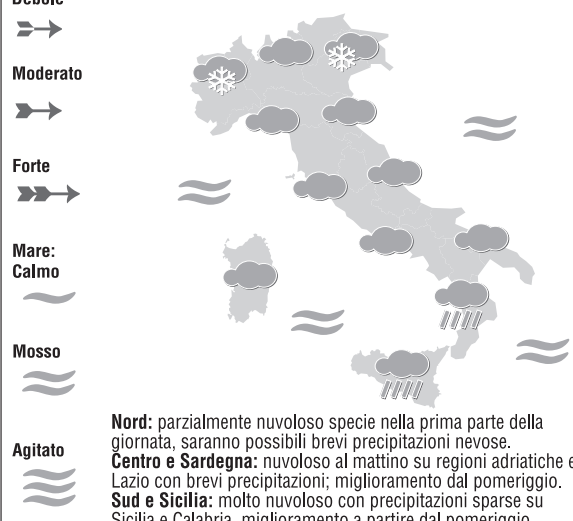 Debole
Moderato
Forte
Mare:
Calmo
Mosso
Agitato
Nord: parzialmente nuvoloso specie nella prima parte della
giornata, saranno possibili brevi precipitazioni nevose.
Centro e Sardegna: nuvoloso al mattino su regioni adriatiche e
Lazio con brevi precipitazioni; miglioramento dal pomeriggio.
Sud e Sicilia: molto nuvoloso con precipitazioni sparse su
Sicilia e Calabria, miglioramento a partire dal pomeriggio